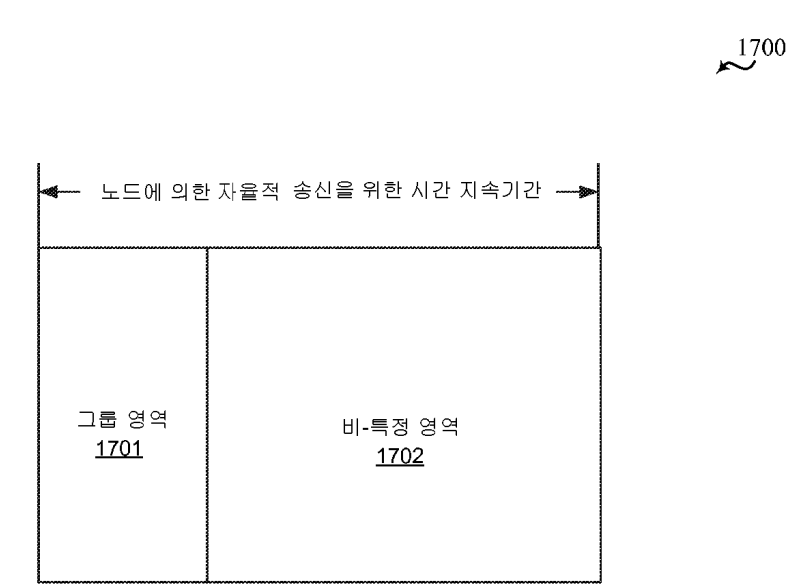 1700
노드에 의한 자율적 송신을 위한 시간 지속기간
그룹 영역
1701
비-특정 영역
1702